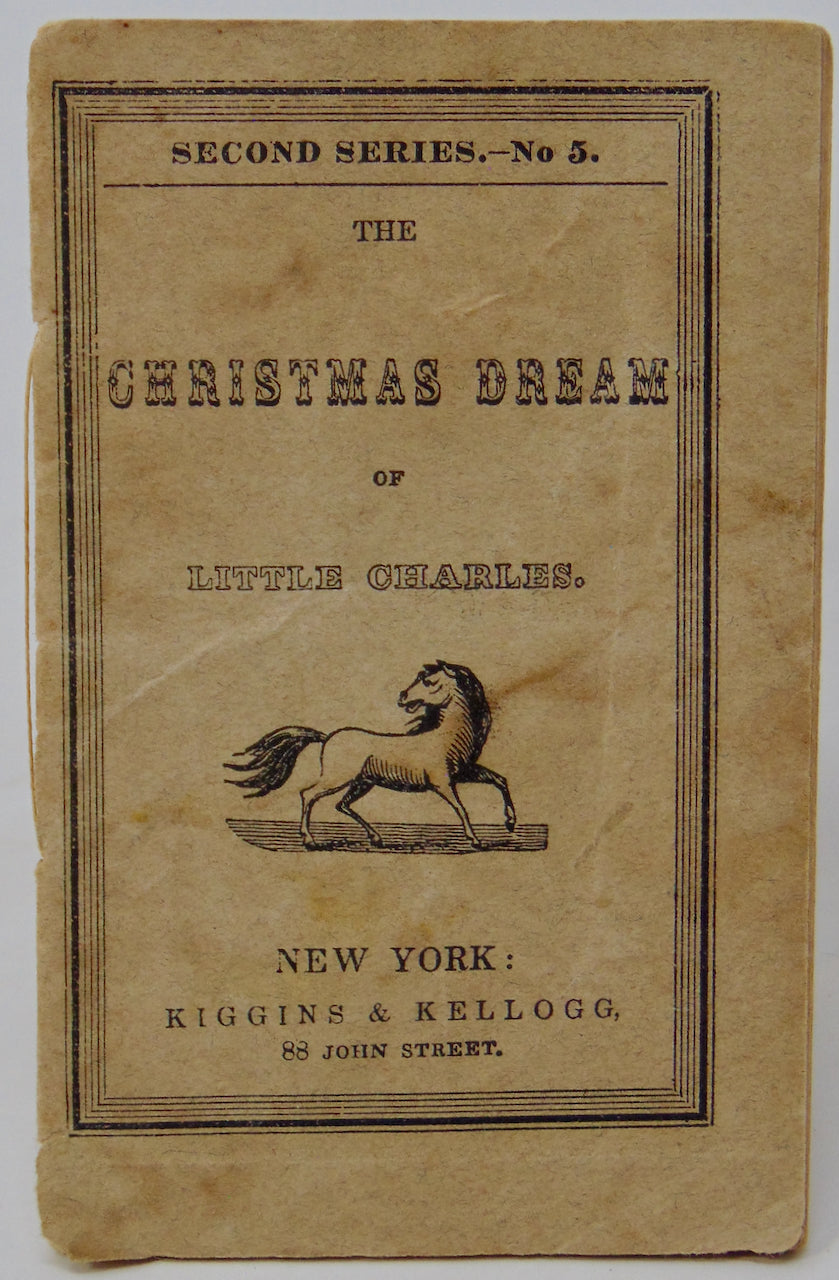 SECOND SERIES.—No 5.
THE
CHRISTMAS DREAM
OF
LITTLE CHARLES.
NEW YORK:
KIGGINS & KELLOGG,
88 JOHN STREET.